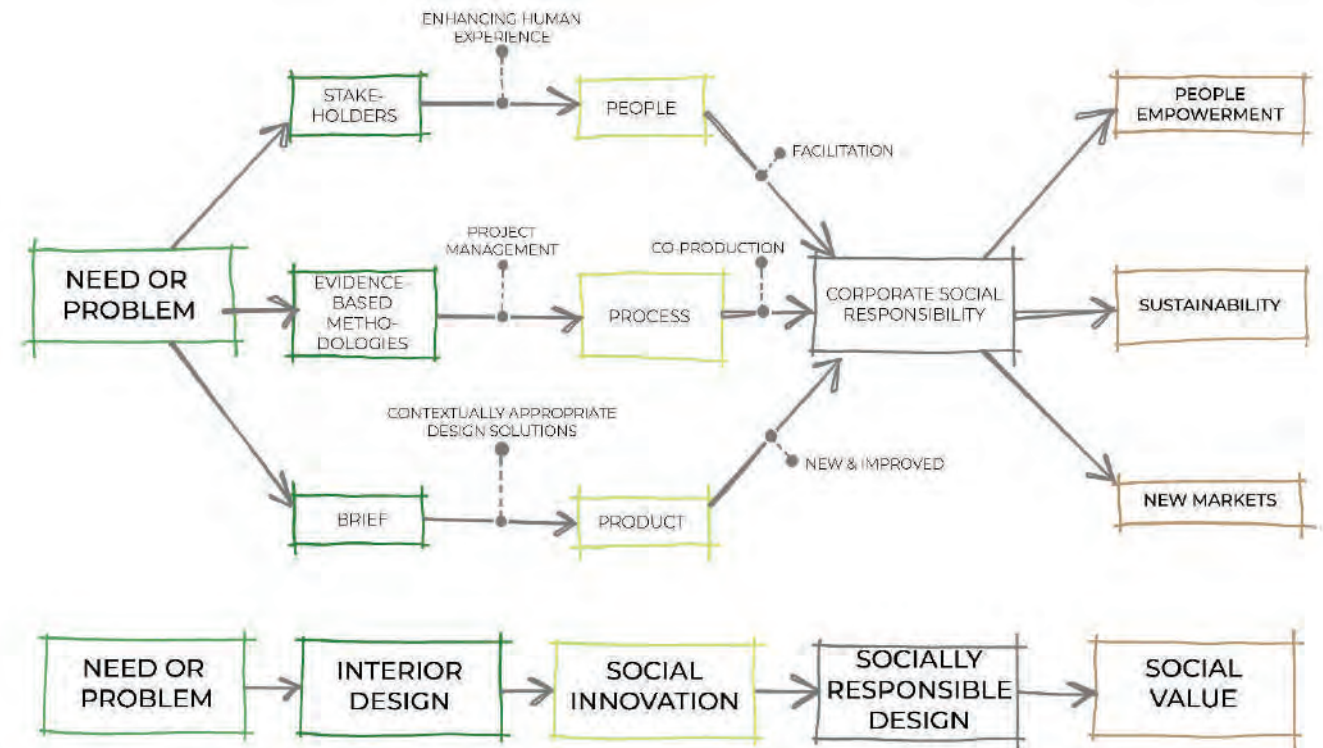 ENHANCING HUMAN
EXPERIENCE
STAKE-
HOLDERS
PEOPLE
PEOPLE
EMPOWERMENT
FACILITATION
PROJECT
MANAGEMENT
CO-PRODUCTION
NEED OR
PROBLEM
EVIDENCE-
BASED
METHO-
DOLOGIES
PROCESS
CORPORATE SOCIAL
RESPONSIBILITY
SUSTAINABILITY
CONTEXTUALLY APPROPRIATE
DESIGN SOLUTIONS
NEW & IMPROVED
BRIEF
PRODUCT
NEW MARKETS
NEED OR
PROBLEM
INTERIOR
DESIGN
SOCIAL
INNOVATION
SOCIALLY
RESPONSIBLE
DESIGN
SOCIAL
VALUE